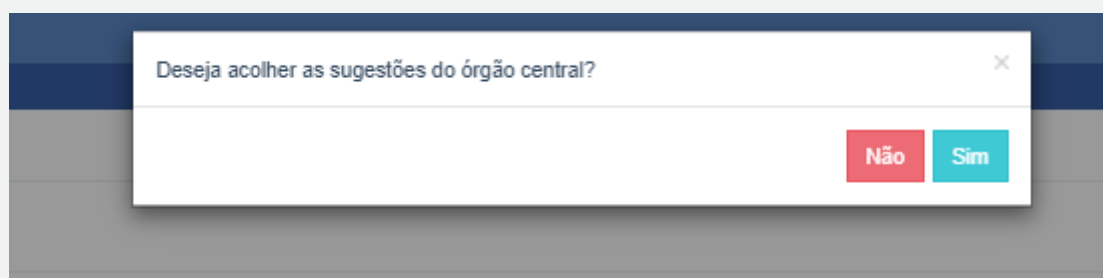 Deseja acolher as sugestões do órgão central?
×
Não
Sim